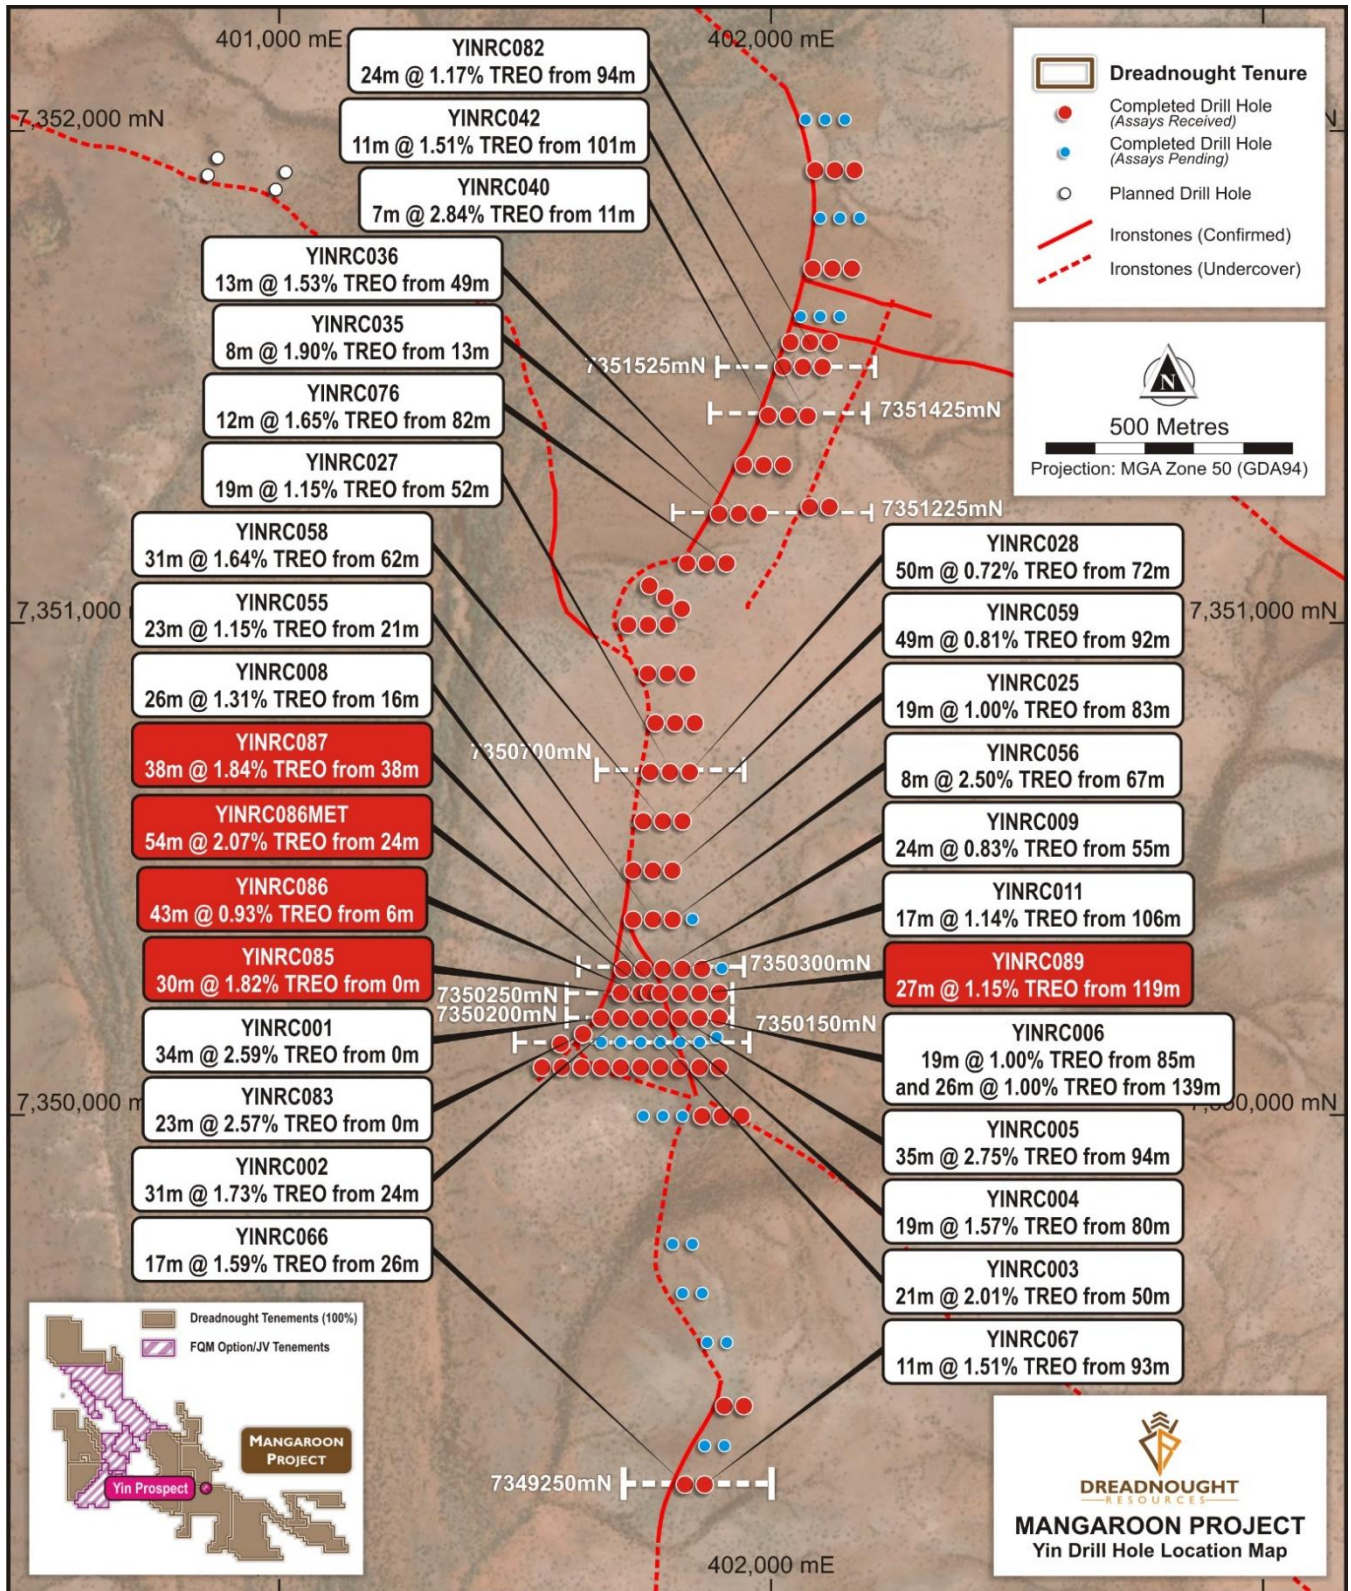 401,000 mE
402,000 mE
7,352,000 mN
YINRC082
24m @ 1.17% TREO from 94m
YINRC042
11m @ 1.51% TREO from 101m
YINRC040
7m @ 2.84% TREO from 11m
YINRC036
13m @ 1.53% TREO from 49m
YINRC035
8m @ 1.90% TREO from 13m
YINRC076
12m @ 1.65% TREO from 82m
YINRC027
19m @ 1.15% TREO from 52m
YINRC058
31m @ 1.64% TREO from 62m
YINRC055
23m @ 1.15% TREO from 21m
YINRC008
26m @ 1.31% TREO from 16m
YINRC087
38m @ 1.84% TREO from 38m
YINRC086MET
54m @ 2.07% TREO from 24m
YINRC086
43m @ 0.93% TREO from 6m
YINRC085
30m @ 1.82% TREO from 0m
YINRC001
34m @ 2.59% TREO from 0m
YINRC083
23m @ 2.57% TREO from 0m
YINRC002
31m @ 1.73% TREO from 24m
YINRC066
17m @ 1.59% TREO from 26m
7,351,000
7,350,000
7351525mN
7351425mN
7351225mN
7350700mN
7350300mN
7350250mN
7350200mN
7350150mN
7349250mN
Dreadnought Tenure
Completed Drill Hole
(Assays Received)
Completed Drill Hole
(Assays Pending)
Planned Drill Hole
Ironstones (Confirmed)
Ironstones (Undercover)
N
500 Metres
Projection: MGA Zone 50 (GDA94)
YINRC028
50m @ 0.72% TREO from 72m
YINRC059
49m @ 0.81% TREO from 92m
7,351,000 mN
YINRC025
19m @ 1.00% TREO from 83m
YINRC056
8m @ 2.50% TREO from 67m
YINRC009
24m @ 0.83% TREO from 55m
YINRC011
17m @ 1.14% TREO from 106m
YINRC089
27m @ 1.15% TREO from 119m
YINRC006
19m @ 1.00% TREO from 85m
and 26m @ 1.00% TREO from 139m
YINRC005
35m @ 2.75% TREO from 94m
YINRC004
19m @ 1.57% TREO from 80m
YINRC003
21m @ 2.01% TREO from 50m
YINRC067
11m @ 1.51% TREO from 93m
Dreadnought Tenements (100%)
FQM Option/JV Tenements
MANGAROON
PROJECT
Yin Prospect
402,000 mE
DREADNOUGHT
RESOURCES
MANGAROON PROJECT
Yin Drill Hole Location Map